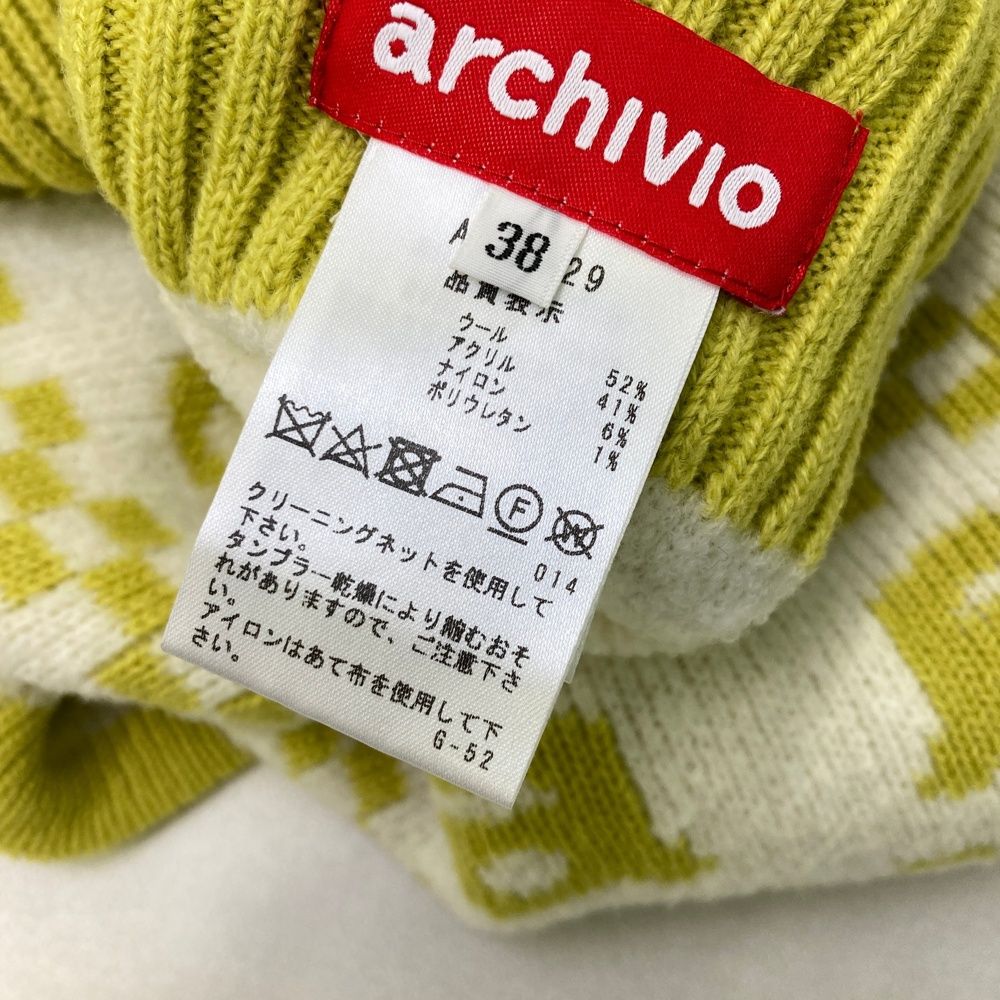 archivio
38
A
29
品質表示
ウール 52%
アクリル 41%
ナイロン 6%
ポリウレタン 1%
F
W
014
クリーニングネットを使用して
下さい。
タンブラー乾燥により縮むおそ
れがありますので、ご注意下さ
い。
アイロンはあて布を使用して下
さい。
G-52